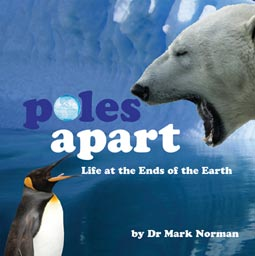 poles
apart
Life at the Ends of the Earth
by Dr Mark Norman